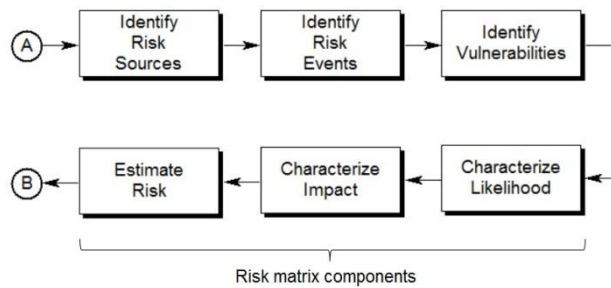 A
Identify
Risk
Sources
Identify
Risk
Events
Identify
Vulnerabilities
B
Estimate
Risk
Characterize
Impact
Characterize
Likelihood
Risk matrix components